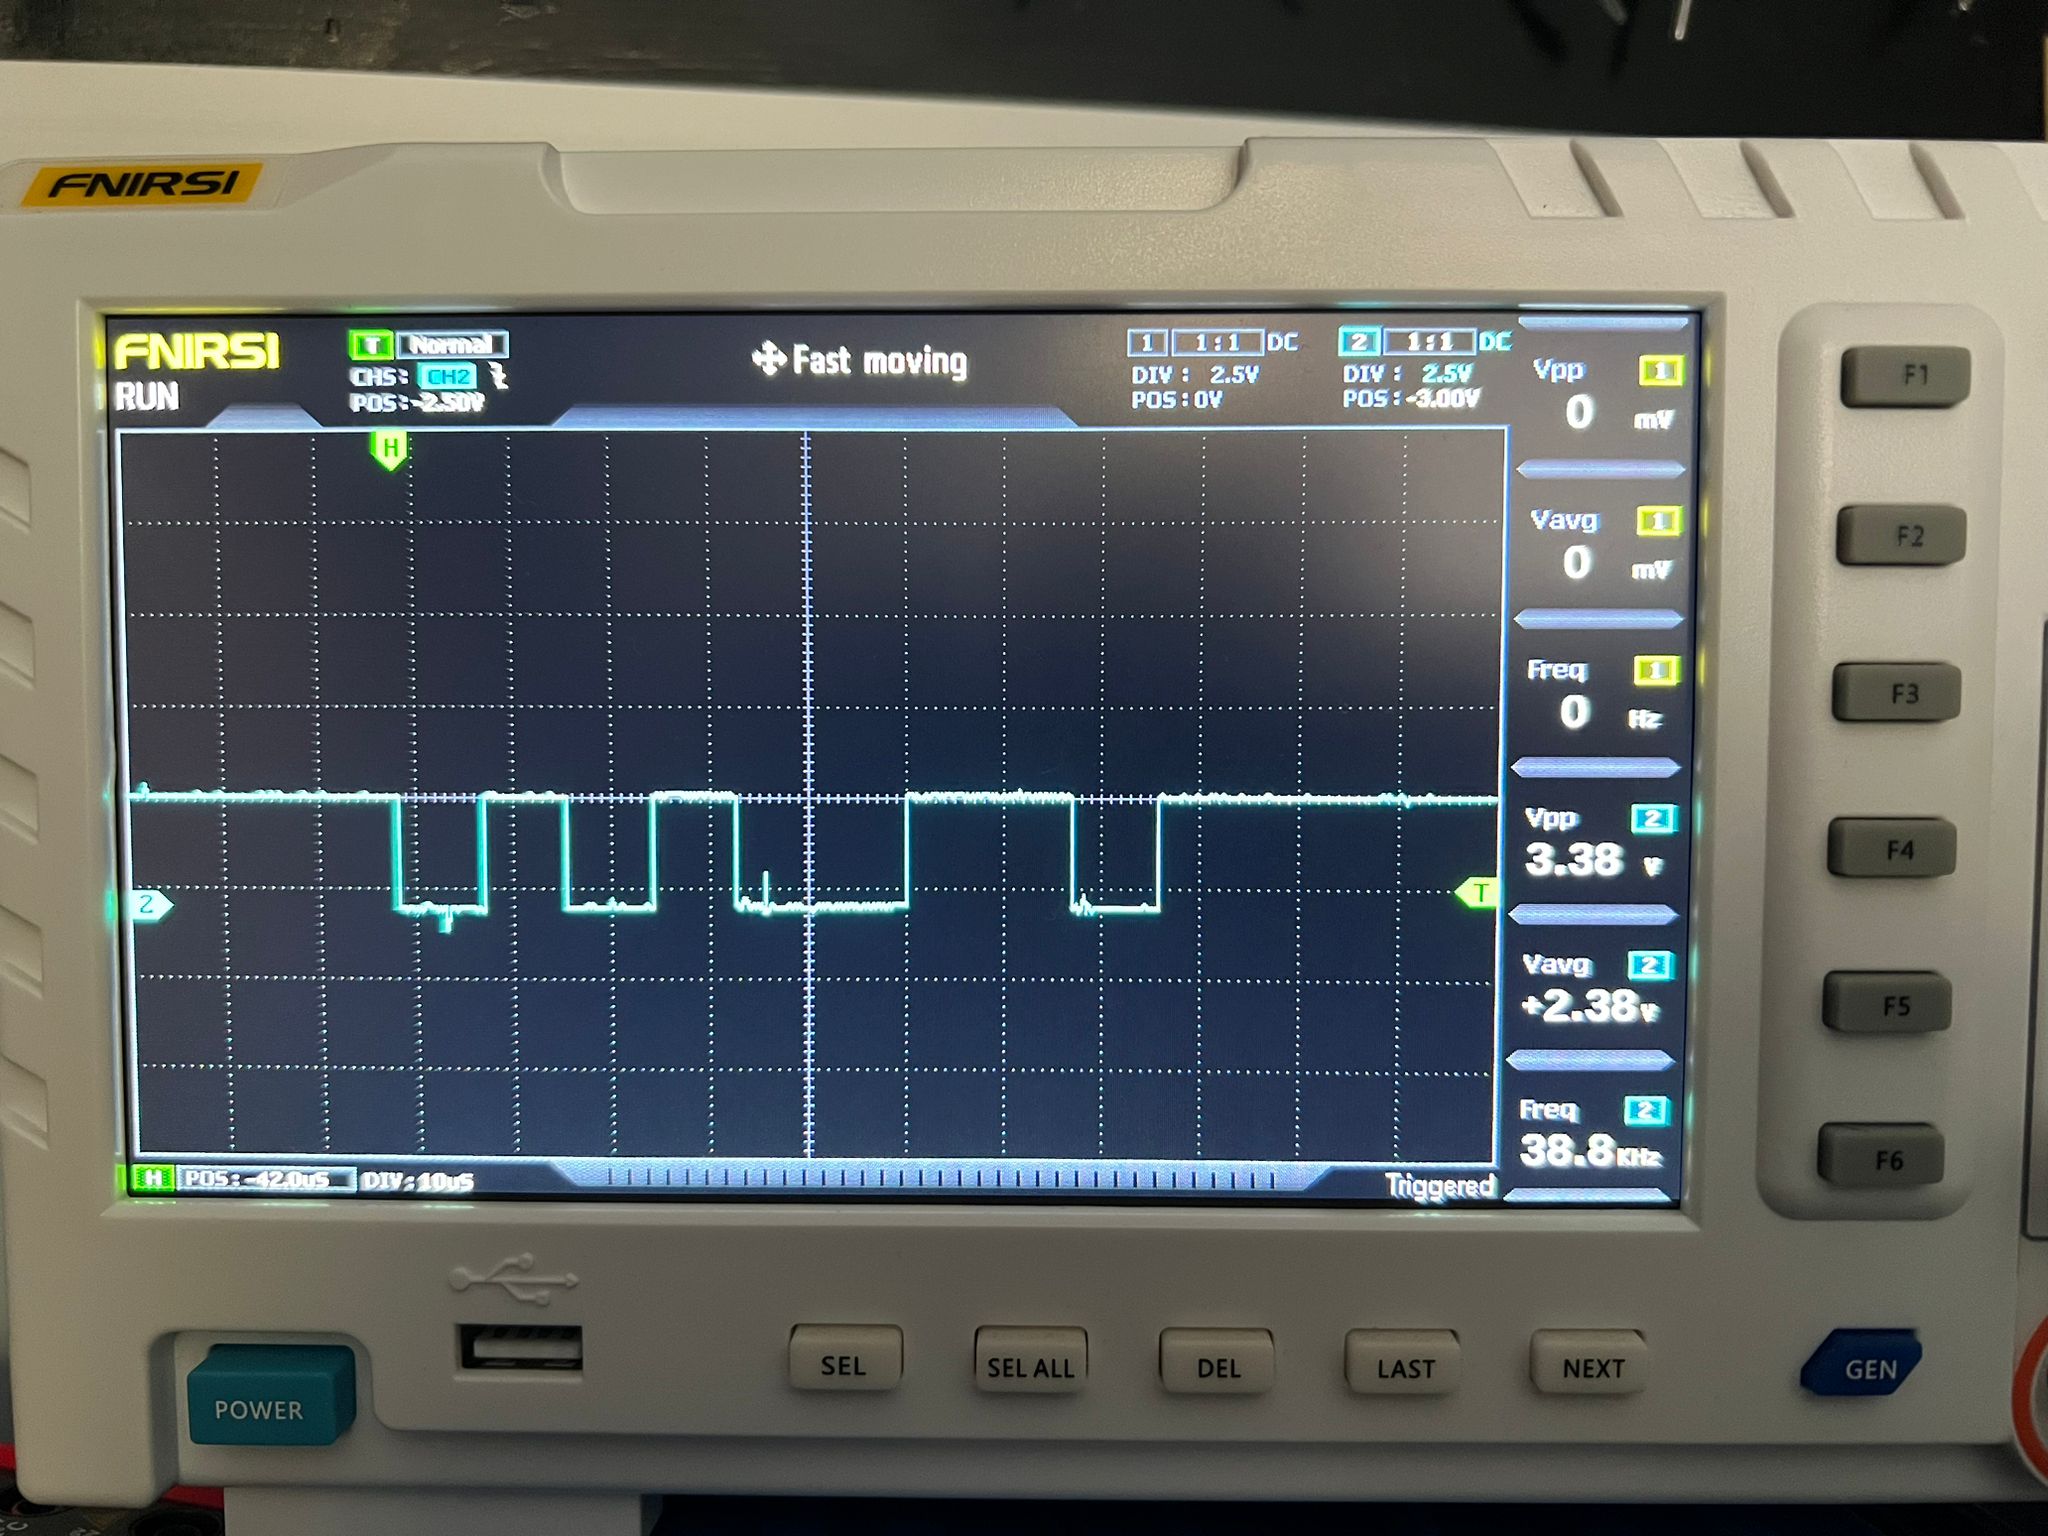 FNIRSI
FNIRSI
RUN
T Normal
CHS: CH2
POS:-2.50V
Fast moving
1 1:1 DC
DIV : 2.5V
POS:0V
2 1:1 DC
DIV : 2.5V
POS:-3.00V
H
2
T
Vpp 1
0 mV
Vavg 1
0 mV
Freq 1
0 Hz
Vpp 2
3.38 V
Vavg 2
+2.38V
Freq 2
38.8KHz
H POS:-42.0uS DIV:10uS
Triggered
F1
F2
F3
F4
F5
F6
POWER
SEL
SEL ALL
DEL
LAST
NEXT
GEN